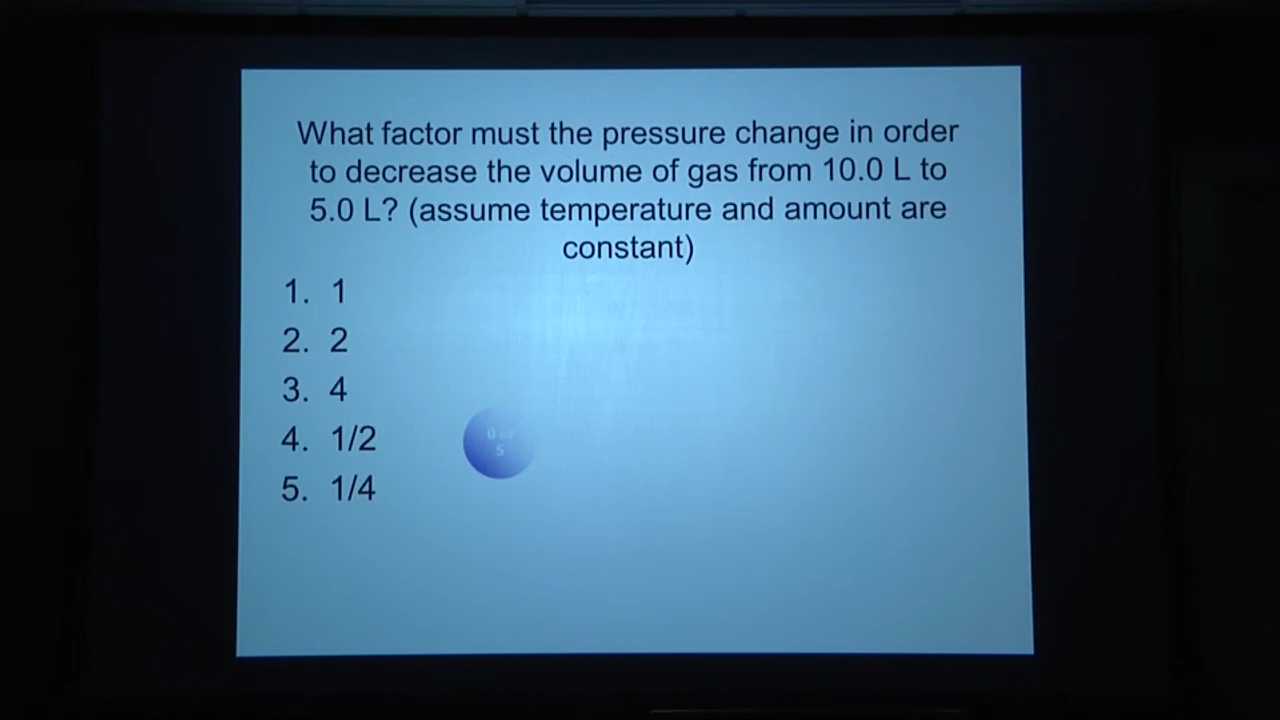 What factor must the pressure change in order
to decrease the volume of gas from 10.0 L to
5.0 L? (assume temperature and amount are
constant)
1. 1
2. 2
3. 4
4. 1/2
5. 1/4
0
5